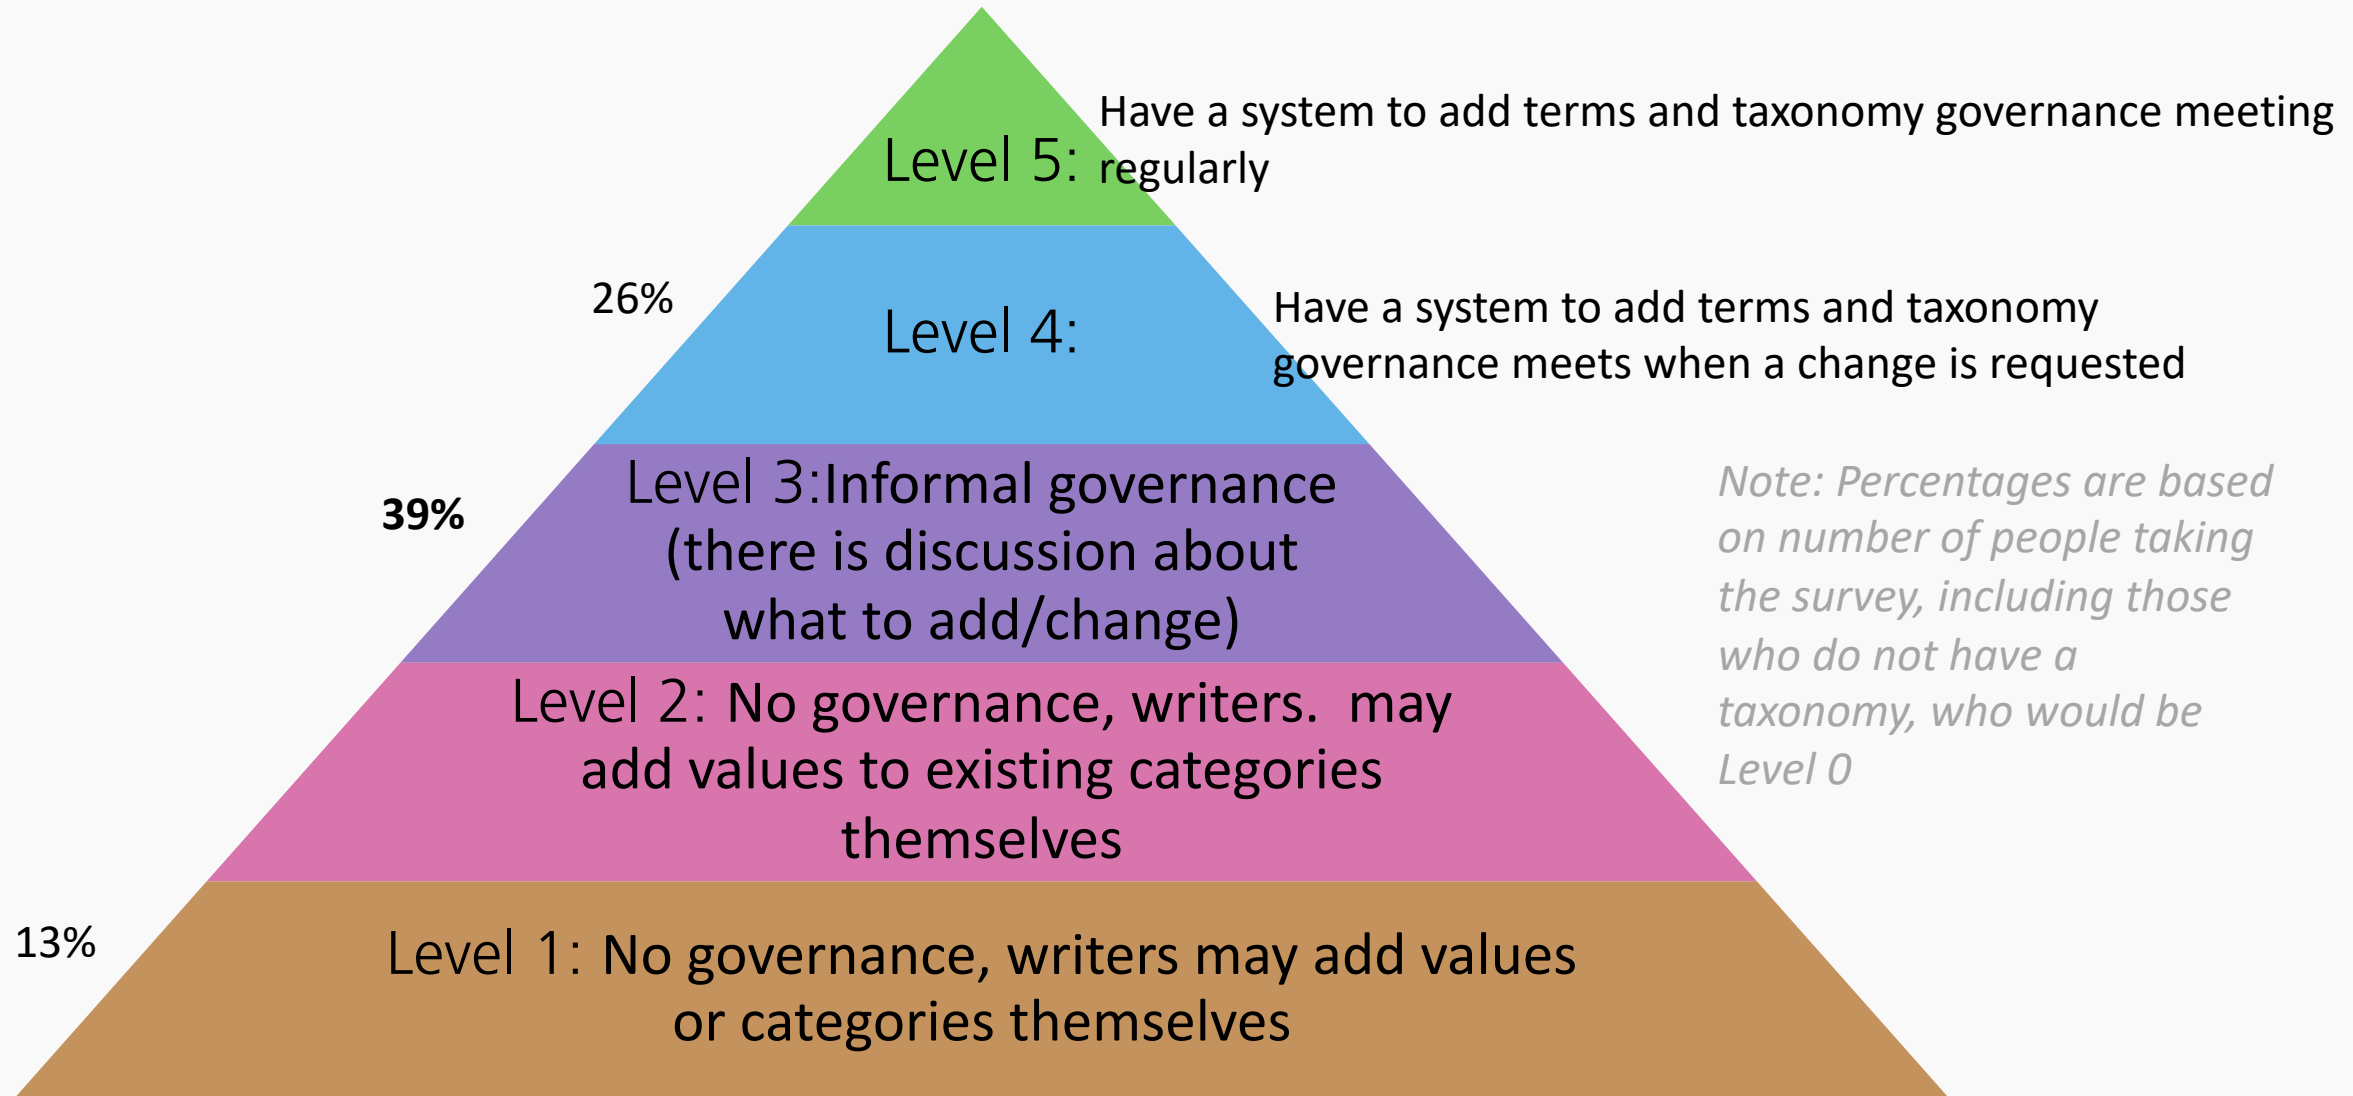 Have a system to add terms and taxonomy governance meeting
Level 5: regularly
26%
Level 4:
Have a system to add terms and taxonomy
governance meets when a change is requested
39%
Level 3:Informal governance
(there is discussion about
what to add/change)
Note: Percentages are based
on number of people taking
the survey, including those
who do not have a
taxonomy, who would be
Level 0
Level 2: No governance, writers.  may
add values to existing categories
themselves
13%
Level 1: No governance, writers may add values
or categories themselves